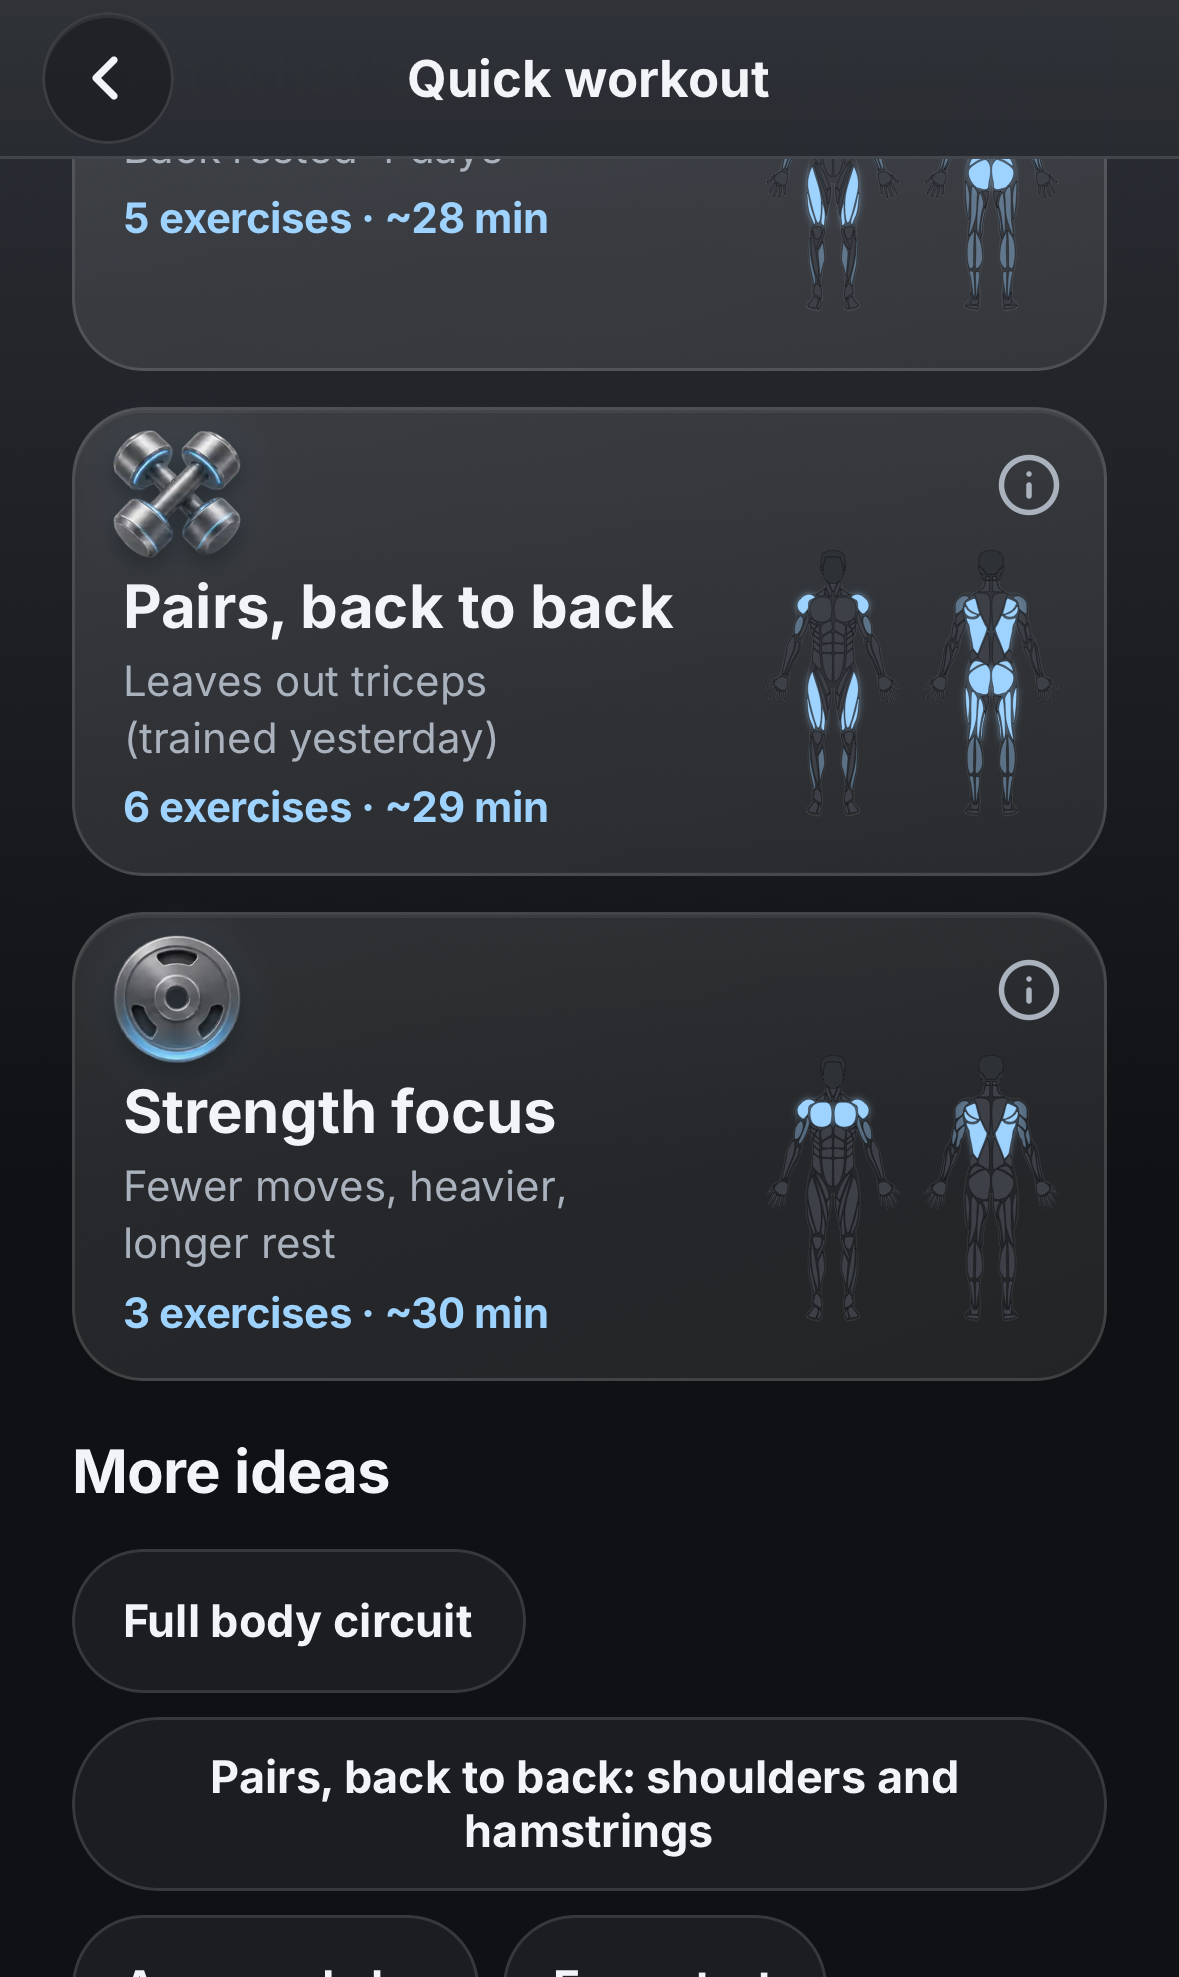 Quick workout
5 exercises · ~28 min
Pairs, back to back
Leaves out triceps
(trained yesterday)
6 exercises · ~29 min
Strength focus
Fewer moves, heavier,
longer rest
3 exercises · ~30 min
More ideas
Full body circuit
Pairs, back to back: shoulders and
hamstrings